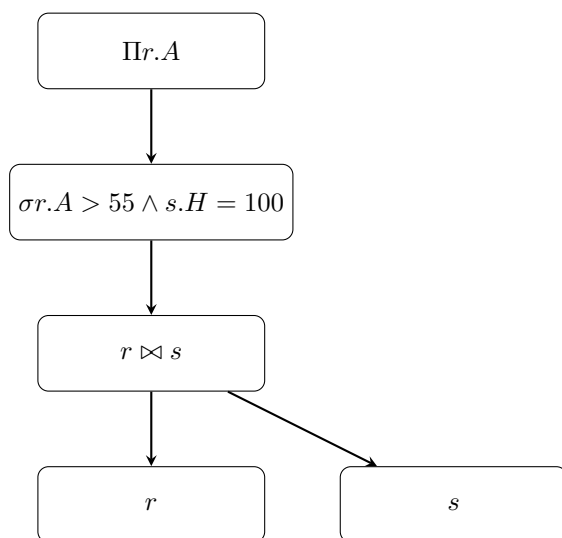 Πr.A
σr.A > 55 ∧ s.H = 100
r ⋈ s
r
s